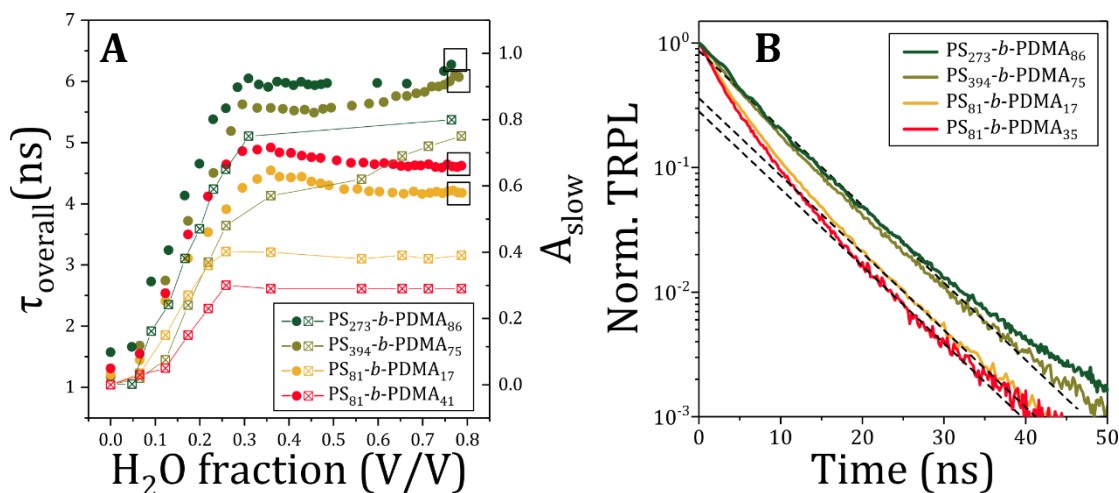 A
τoverall(ns)
7
6
5
4
3
2
1
0.0 0.1 0.2 0.3 0.4 0.5 0.6 0.7 0.8
H2O fraction (V/V)
1.0
0.8
0.6
0.4
0.2
0.0
Aslow
PS273-b-PDMA86
PS394-b-PDMA75
PS81-b-PDMA17
PS81-b-PDMA41
B
Norm. TRPL
10^0
10^-1
10^-2
10^-3
0 10 20 30 40 50
Time (ns)
PS273-b-PDMA86
PS394-b-PDMA75
PS81-b-PDMA17
PS81-b-PDMA35